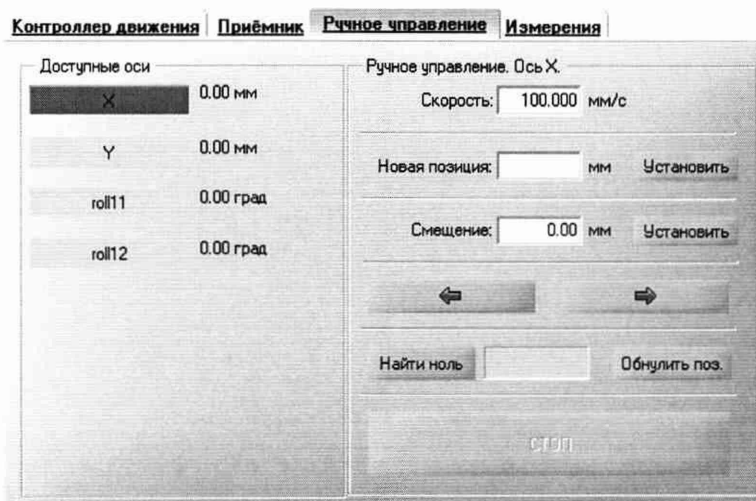 Контроллер движения Приёмник Ручное управление Измерения
Доступные оси
X 0.00 мм
Y 0.00 мм
roll11 0.00 град
roll12 0.00 град
Ручное управление. Ось X.
Скорость: 100.000 мм/с
Новая позиция: мм Установить
Смещение: 0.00 мм Установить
Найти ноль Обнулить поз.
СТОП